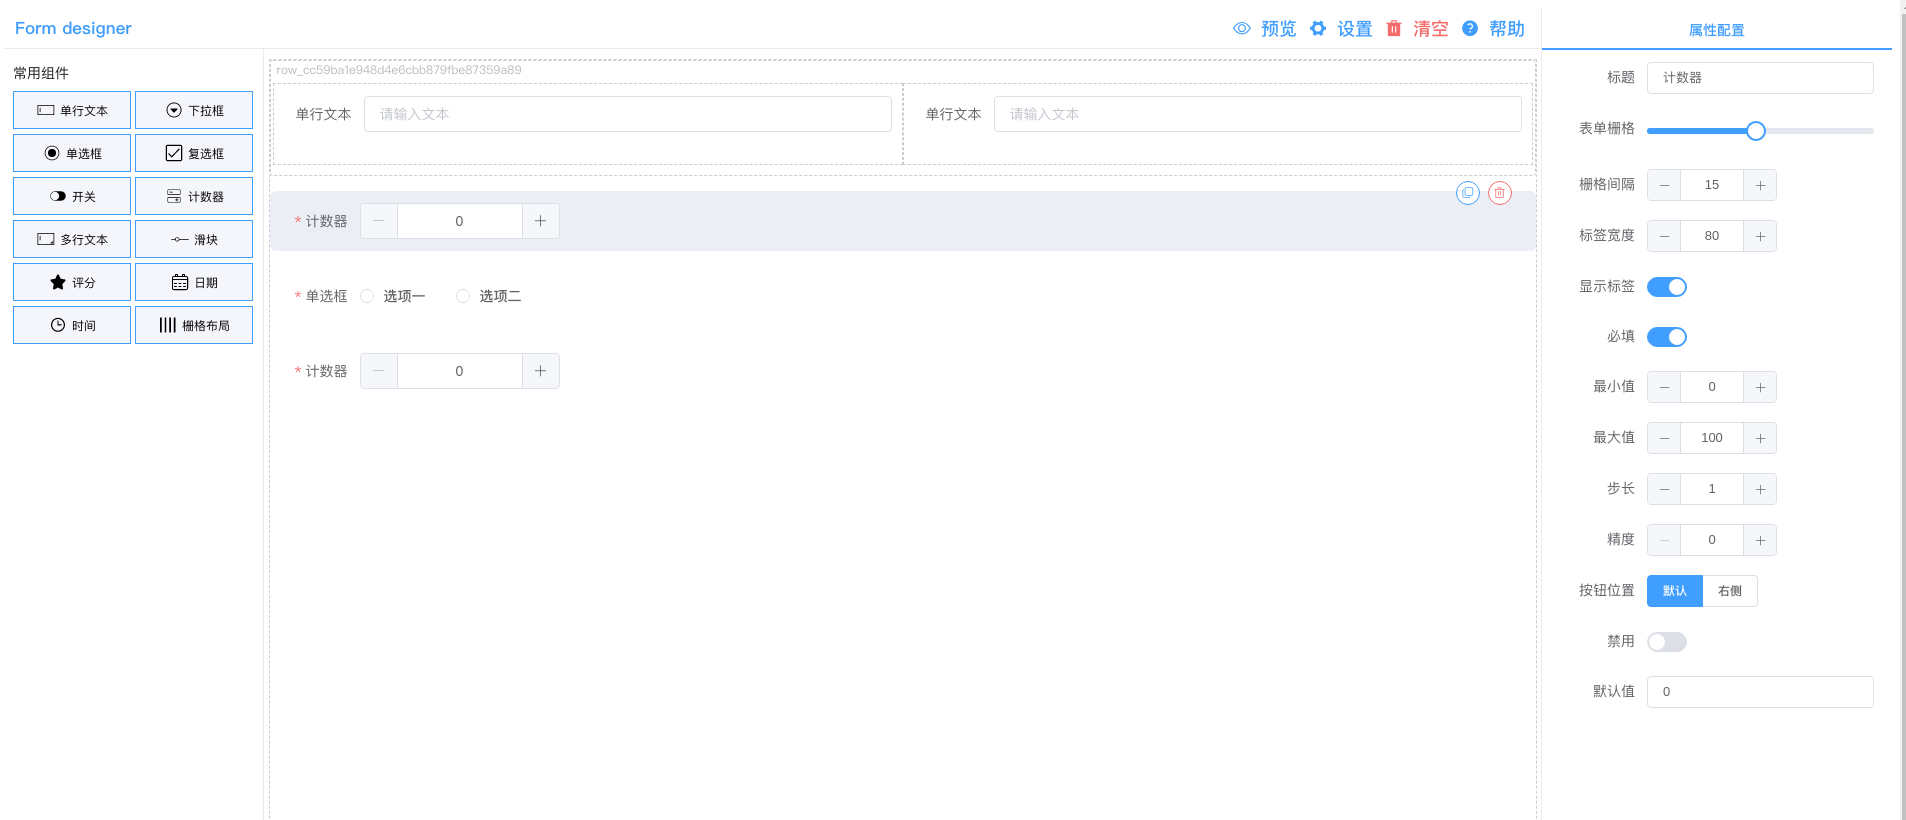 Form designer
预览 设置 清空 帮助
常用组件
单行文本 下拉框
单选框 复选框
开关 计数器
多行文本 滑块
评分 日期
时间 栅格布局
row_cc59ba1e948d4e6cbb879fbe87359a89
单行文本 请输入文本 单行文本 请输入文本
* 计数器 0
* 单选框 选项一 选项二
* 计数器 0
属性配置
标题 计数器
表单栅格
栅格间隔 15
标签宽度 80
显示标签
必填
最小值 0
最大值 100
步长 1
精度 0
按钮位置 默认 右侧
禁用
默认值 0